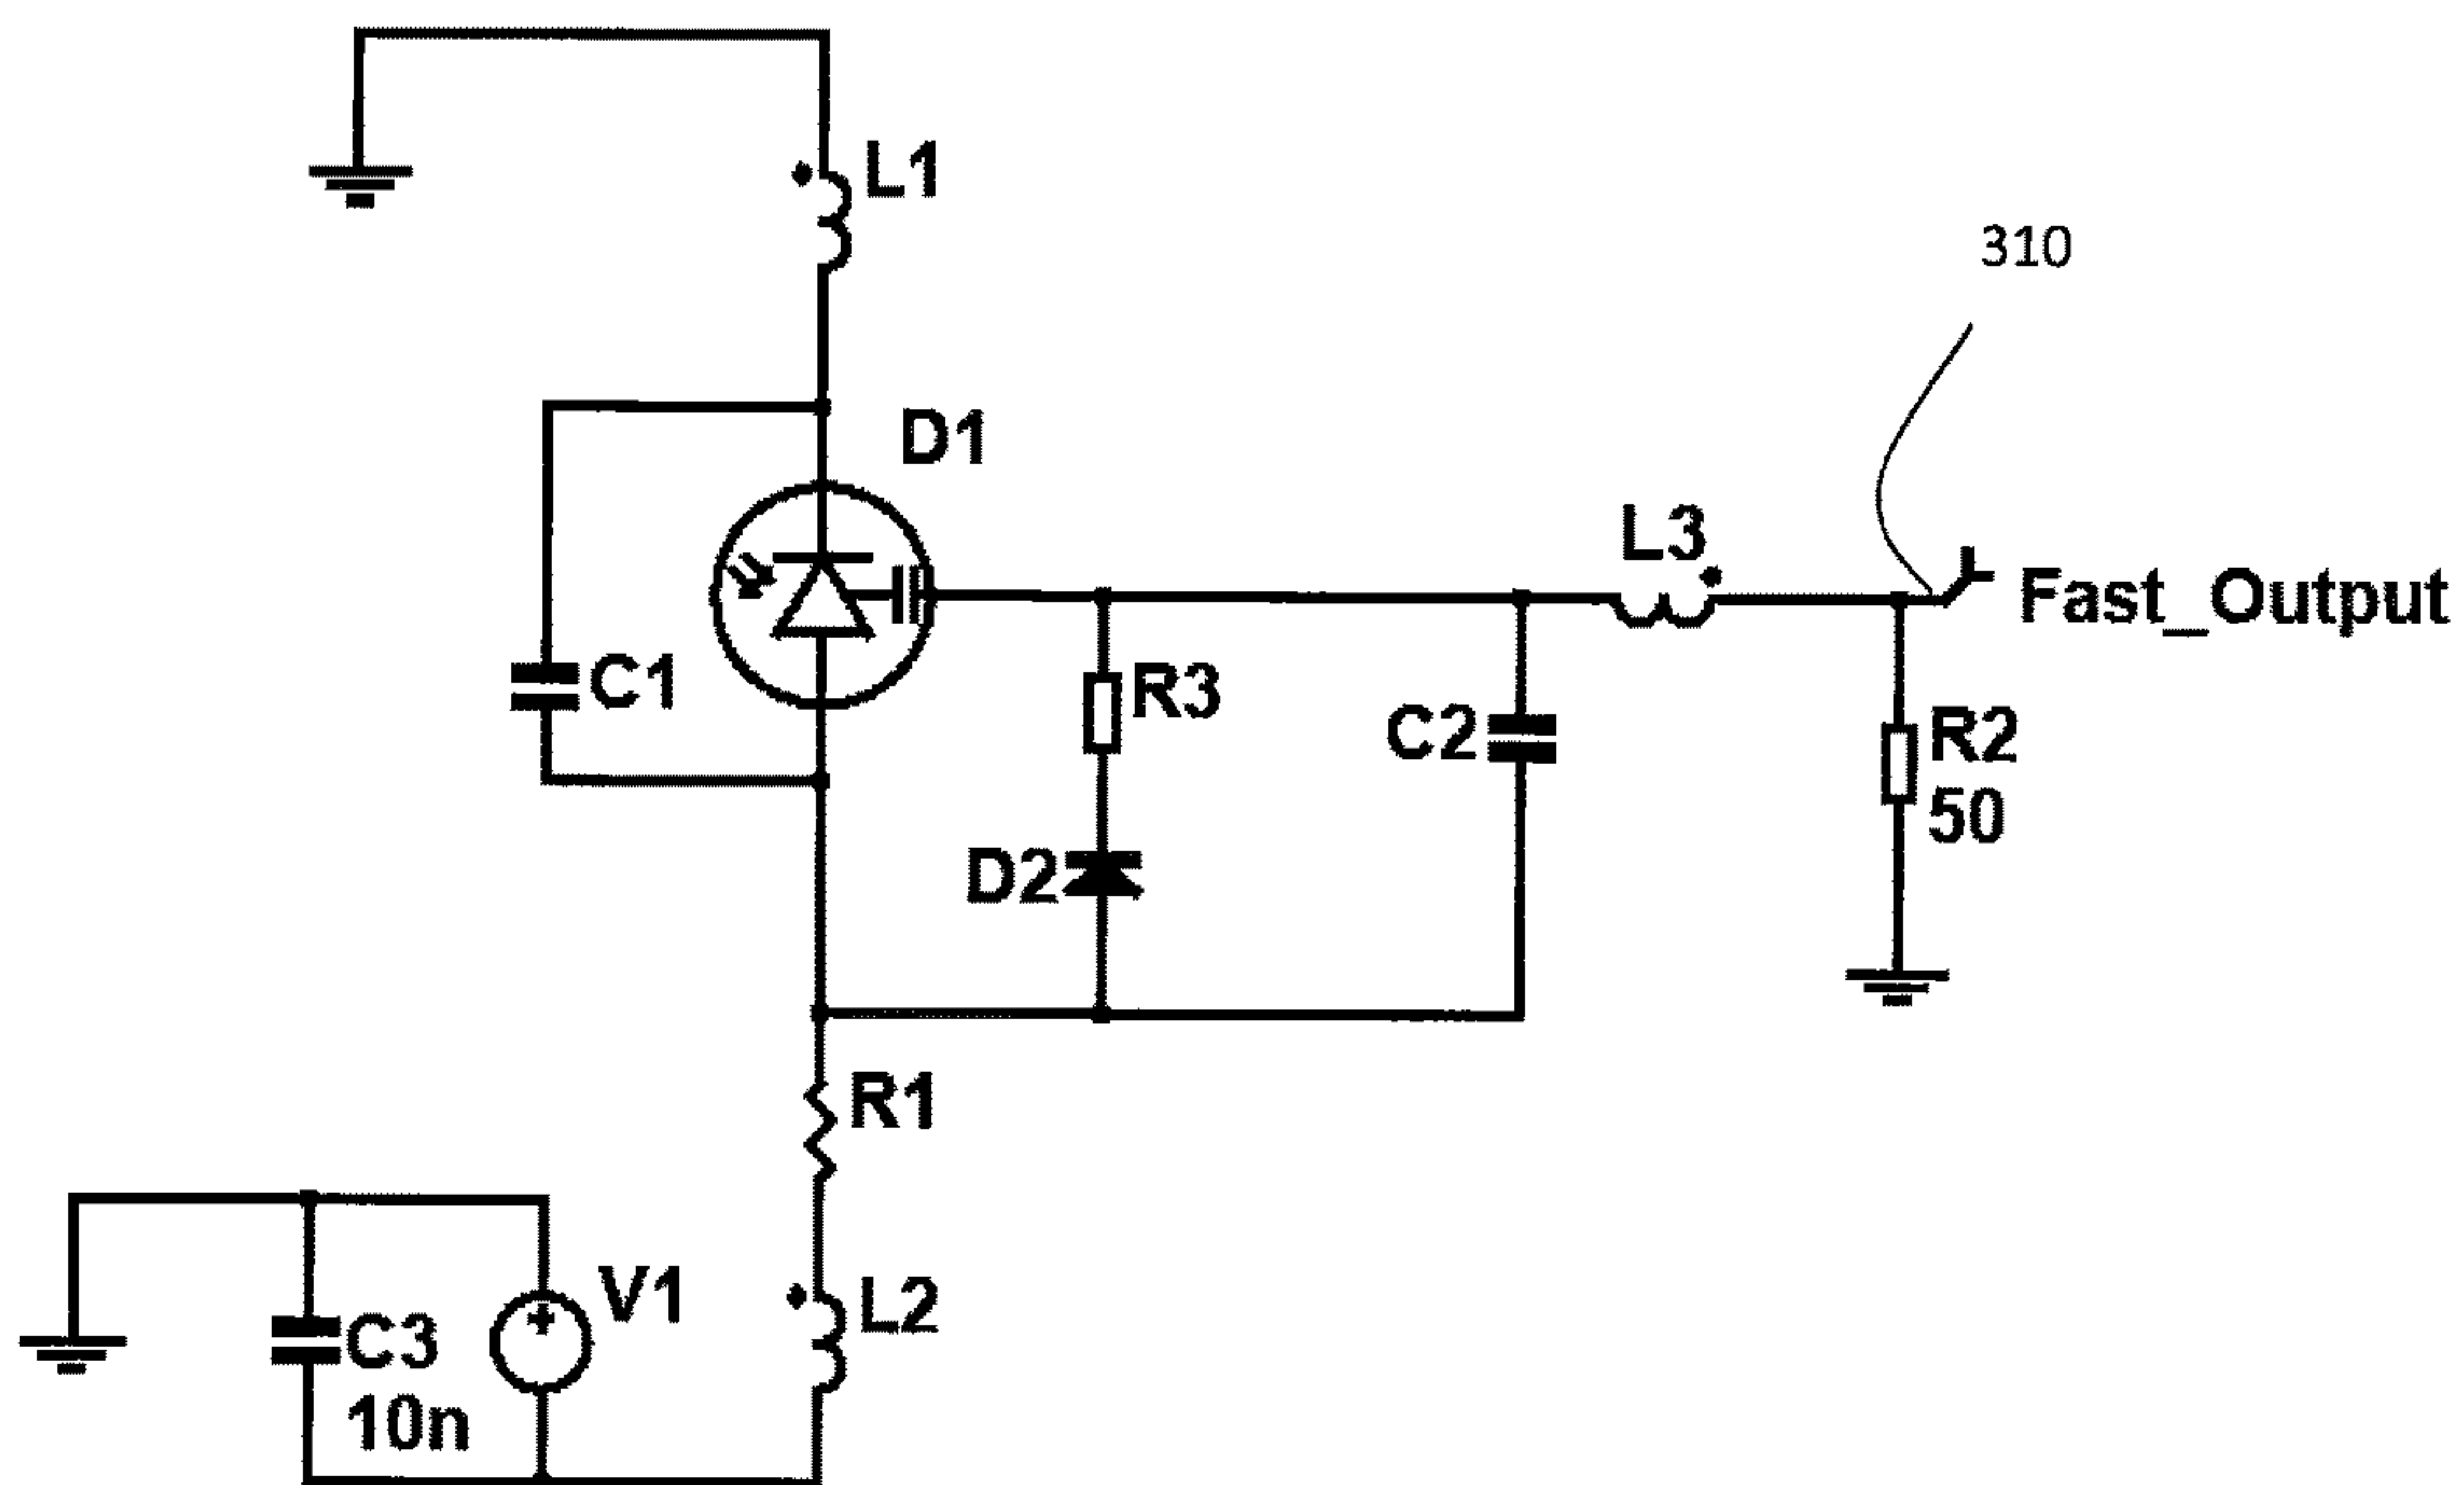 L1
310
D1
L3
Fast_Output
C1
R3
C2
R2
50
D2
R1
V1
L2
C3
10n